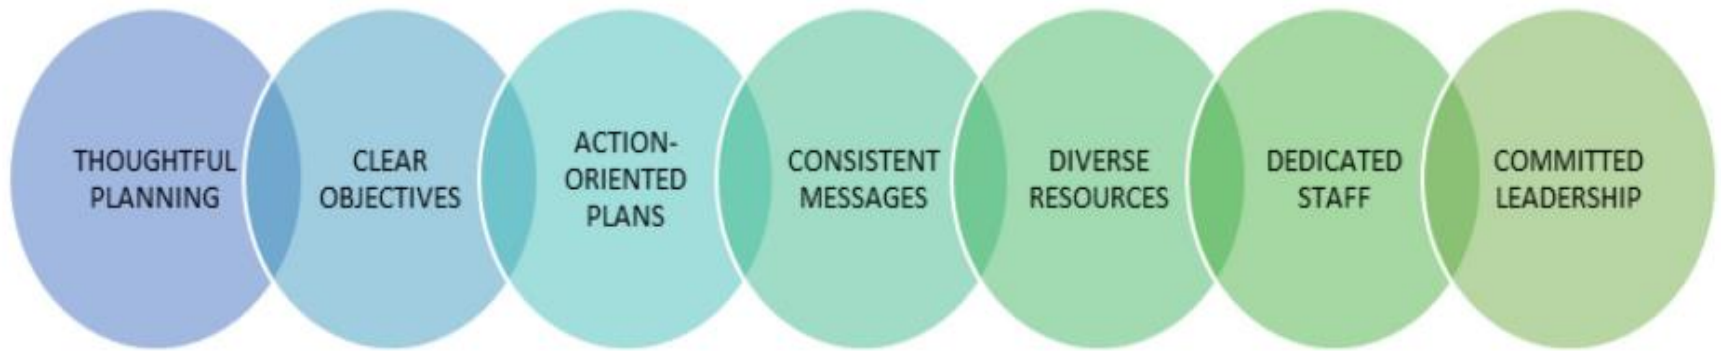 THOUGHTFUL
PLANNING
CLEAR
OBJECTIVES
ACTION-
ORIENTED
PLANS
CONSISTENT
MESSAGES
DIVERSE
RESOURCES
DEDICATED
STAFF
COMMITTED
LEADERSHIP